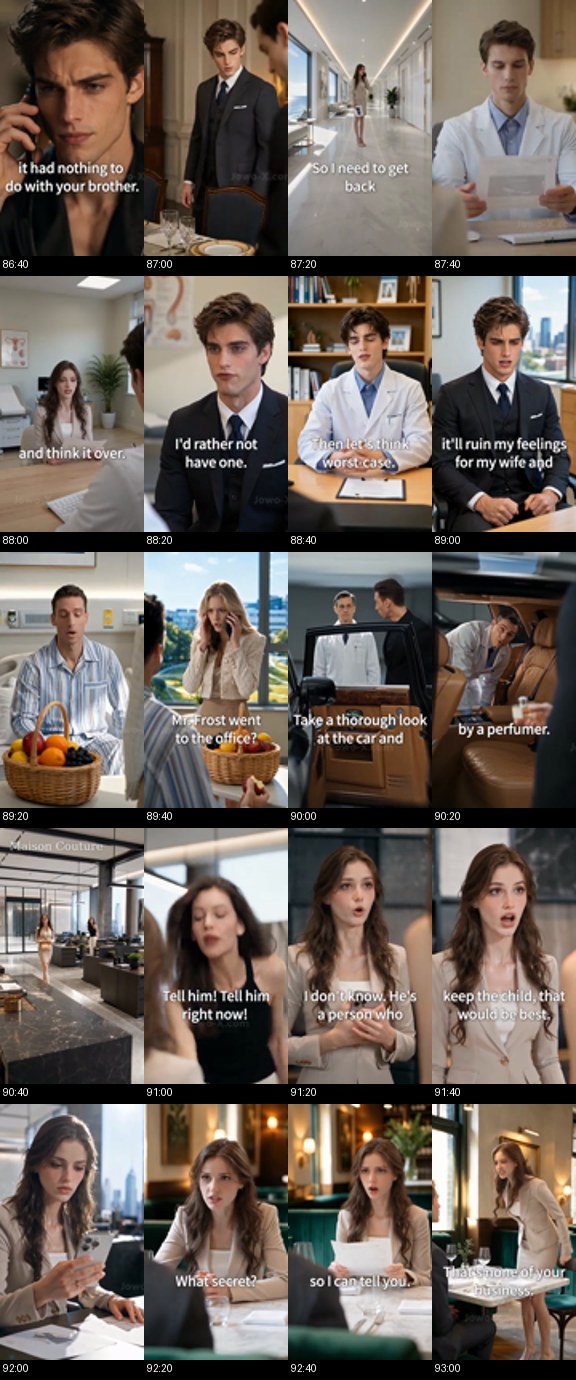 it had nothing to
do with your brother.
86:40
87:00
So I need to get
back
87:20
87:40
and think it over.
88:00
I'd rather not
have one.
88:20
Then let's think
worst-case.
88:40
it'll ruin my feelings
for my wife and
89:00
89:20
Mr. Frost went
to the office?
89:40
Take a thorough look
at the car and
90:00
by a perfumer.
90:20
Maison Couture
90:40
Tell him! Tell him
right now!
91:00
I don't know. He's
a person who
91:20
keep the child, that
would be best.
91:40
92:00
What secret?
92:20
so I can tell you.
92:40
That's none of your
business.
93:00